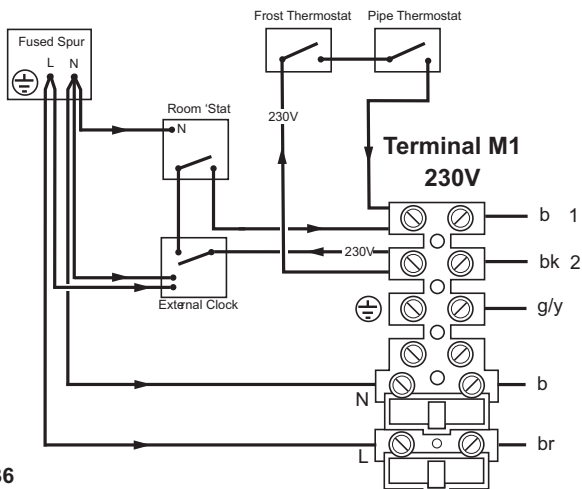 Frost Thermostat
Pipe Thermostat
Fused Spur
L N
Room ‘Stat
N
230V
Terminal M1
230V
b 1
230V
bk 2
External Clock
g/y
N
b
L
br